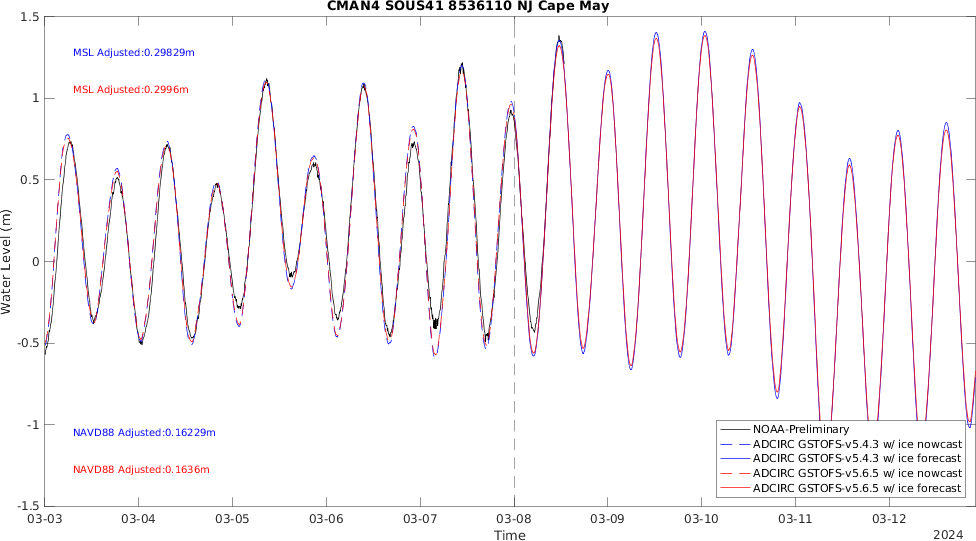 CMAN4 SOUS41 8536110 NJ Cape May
1.5
MSL Adjusted:0.29829m
MSL Adjusted:0.2996m
1
0.5
Water Level (m)
0
-0.5
-1
NAVD88 Adjusted:0.16229m
NAVD88 Adjusted:0.1636m
-1.5
NOAA-Preliminary
ADCIRC GSTOFS-v5.4.3 w/ ice nowcast
ADCIRC GSTOFS-v5.4.3 w/ ice forecast
ADCIRC GSTOFS-v5.6.5 w/ ice nowcast
ADCIRC GSTOFS-v5.6.5 w/ ice forecast
03-03 03-04 03-05 03-06 03-07 03-08 03-09 03-10 03-11 03-12
Time
2024